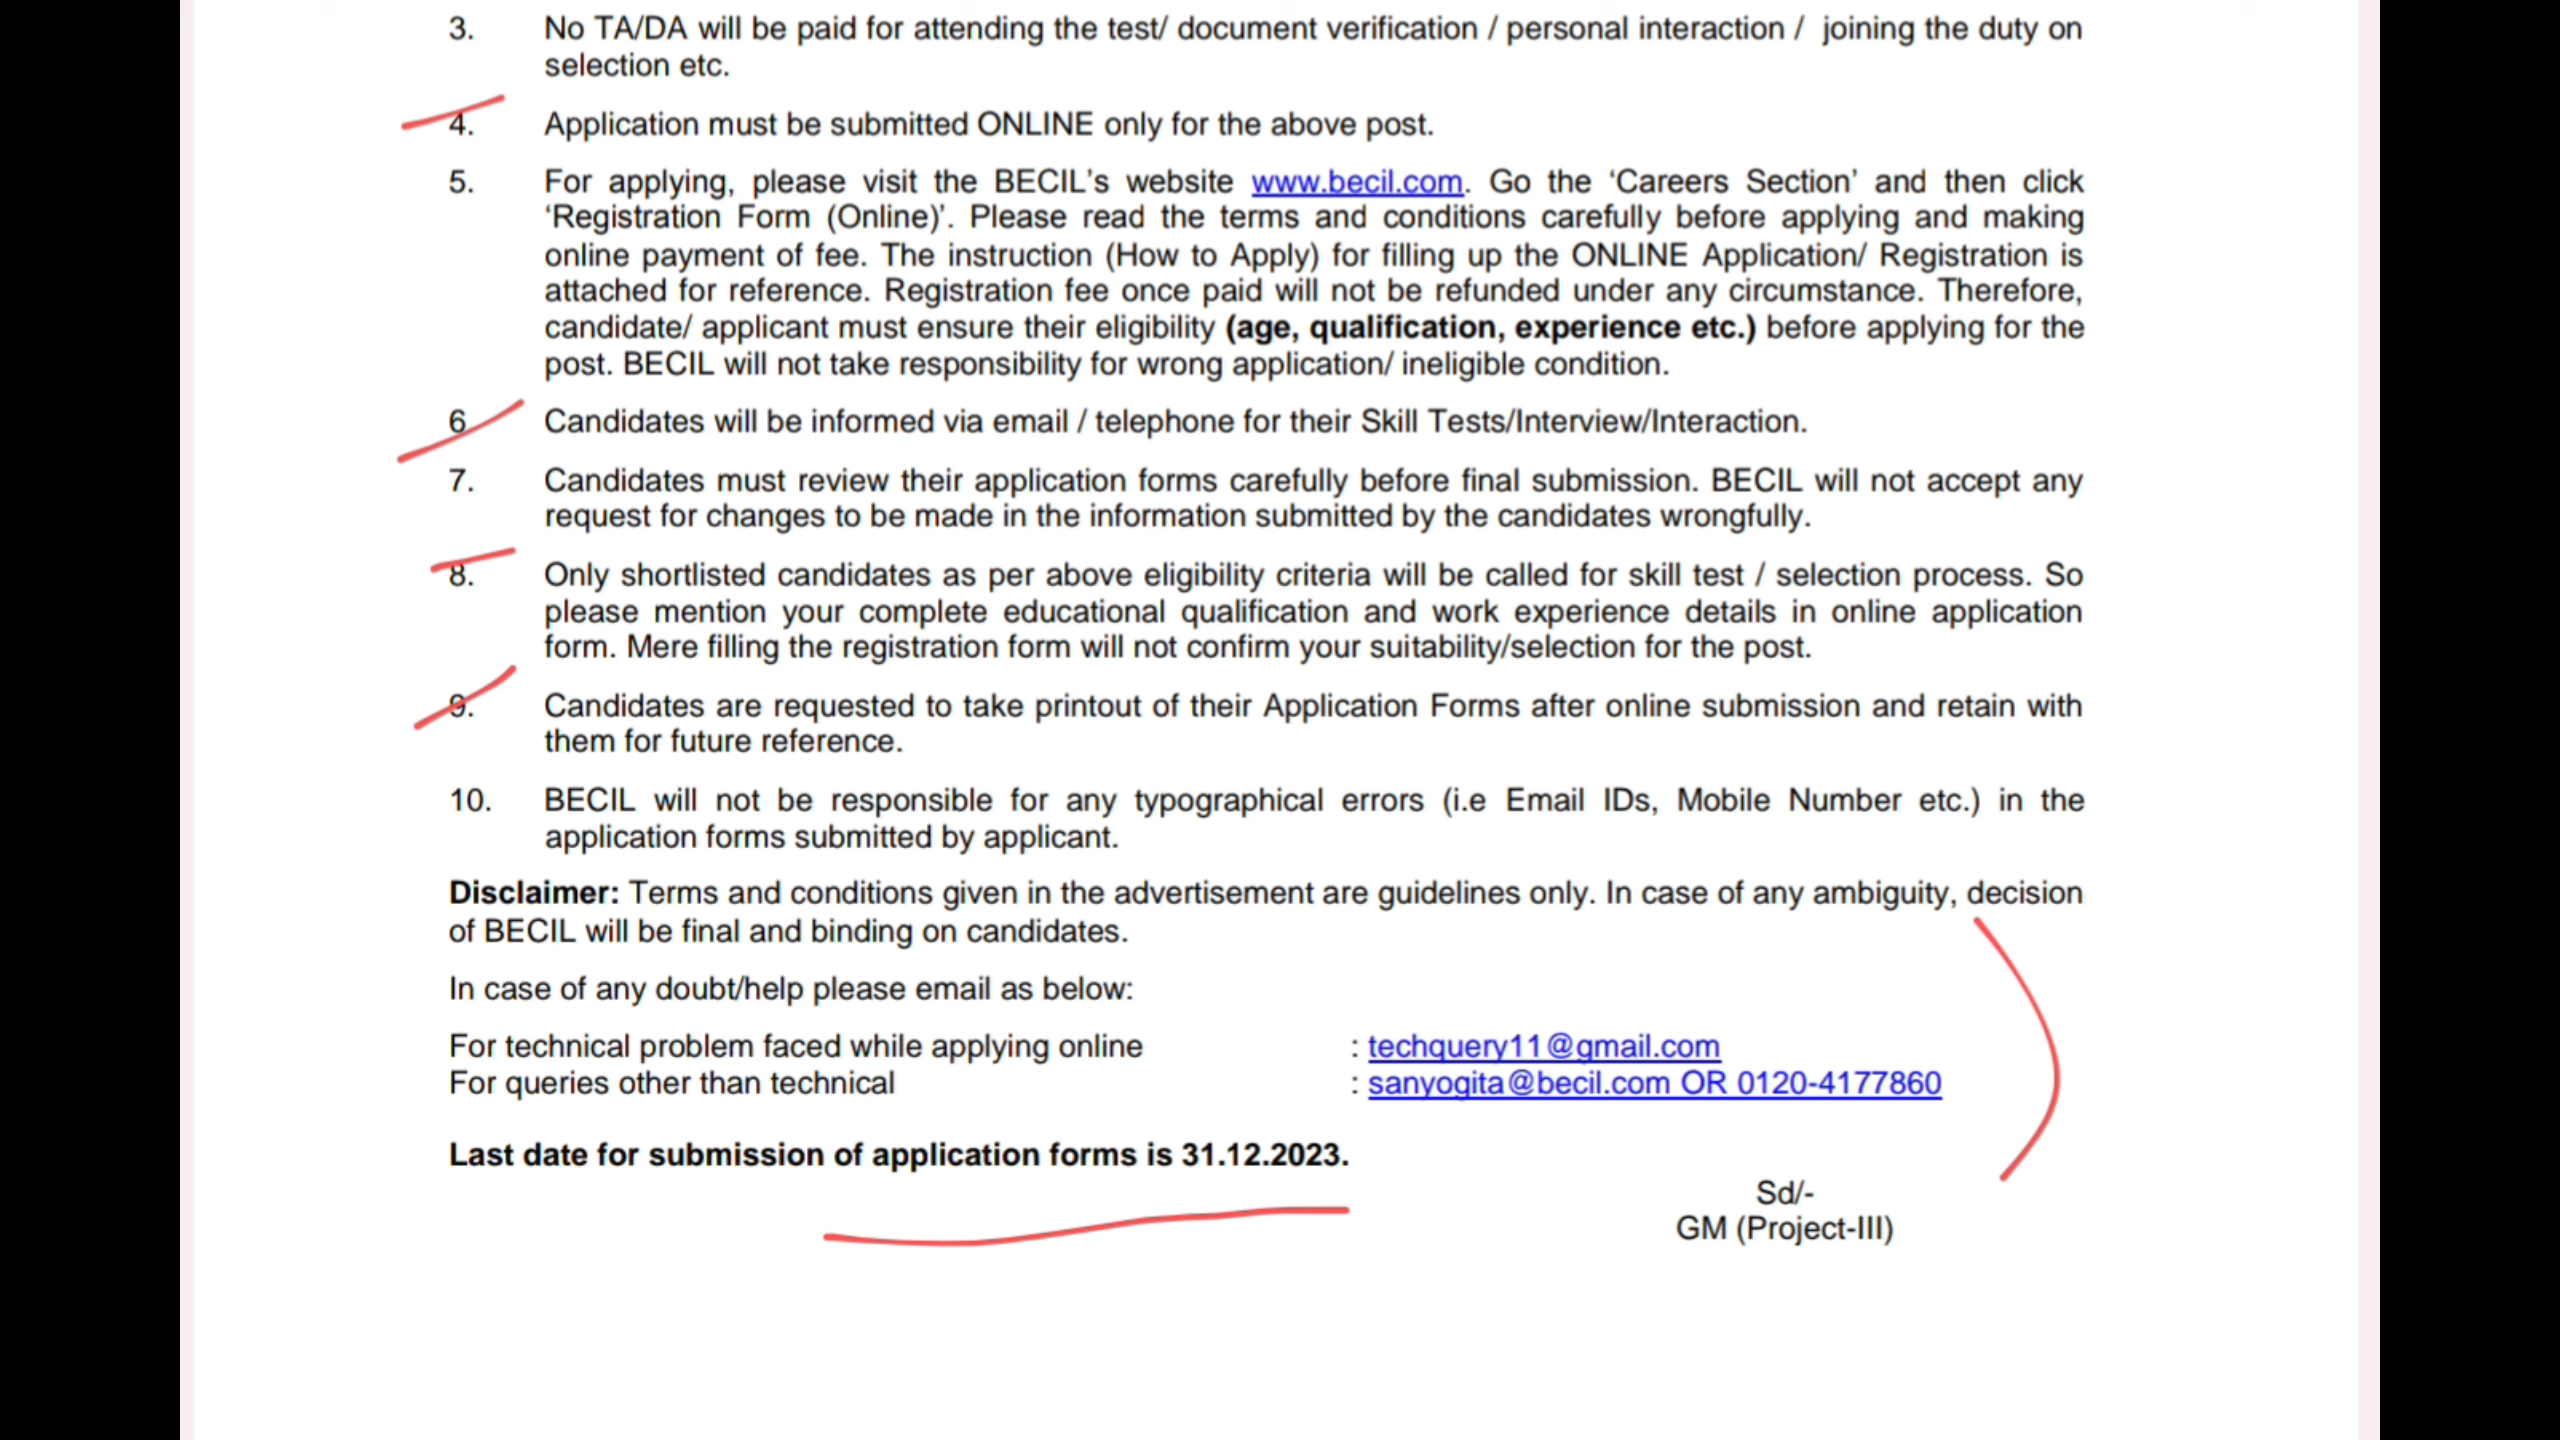 3. No TA/DA will be paid for attending the test/ document verification / personal interaction / joining the duty on
selection etc.
4. Application must be submitted ONLINE only for the above post.
5. For applying, please visit the BECIL's website www.becil.com. Go the ‘Careers Section’ and then click
‘Registration Form (Online)’. Please read the terms and conditions carefully before applying and making
online payment of fee. The instruction (How to Apply) for filling up the ONLINE Application/ Registration is
attached for reference. Registration fee once paid will not be refunded under any circumstance. Therefore,
candidate/ applicant must ensure their eligibility (age, qualification, experience etc.) before applying for the
post. BECIL will not take responsibility for wrong application/ ineligible condition.
6. Candidates will be informed via email / telephone for their Skill Tests/Interview/Interaction.
7. Candidates must review their application forms carefully before final submission. BECIL will not accept any
request for changes to be made in the information submitted by the candidates wrongfully.
8. Only shortlisted candidates as per above eligibility criteria will be called for skill test / selection process. So
please mention your complete educational qualification and work experience details in online application
form. Mere filling the registration form will not confirm your suitability/selection for the post.
9. Candidates are requested to take printout of their Application Forms after online submission and retain with
them for future reference.
10. BECIL will not be responsible for any typographical errors (i.e Email IDs, Mobile Number etc.) in the
application forms submitted by applicant.
Disclaimer: Terms and conditions given in the advertisement are guidelines only. In case of any ambiguity, decision
of BECIL will be final and binding on candidates.
In case of any doubt/help please email as below:
For technical problem faced while applying online : techquery11@gmail.com
For queries other than technical : sanyogita@becil.com OR 0120-4177860
Last date for submission of application forms is 31.12.2023.
Sd/-
GM (Project-III)